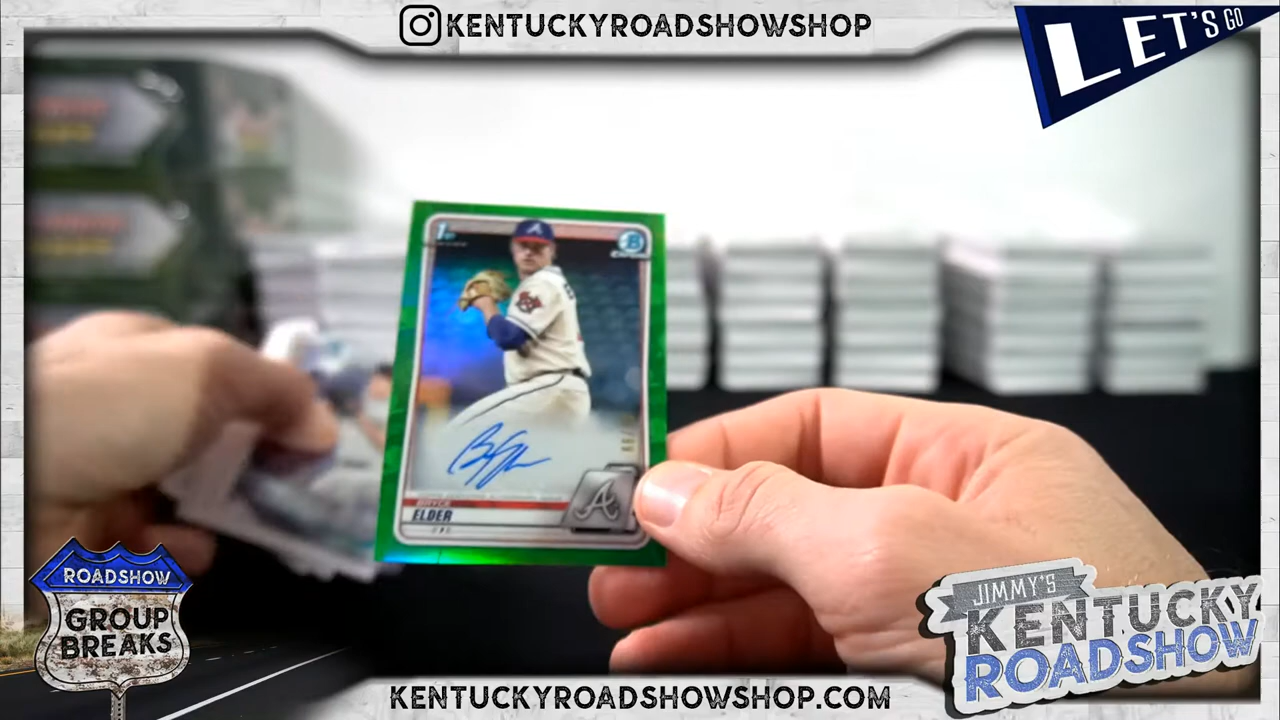 KENTUCKYROADSHOWSHOP
LET'S GO
1st
B
A
ELDER
A
ROADSHOW
GROUP
BREAKS
JIMMY'S
KENTUCKY
ROADSHOW
KENTUCKYROADSHOWSHOP.COM